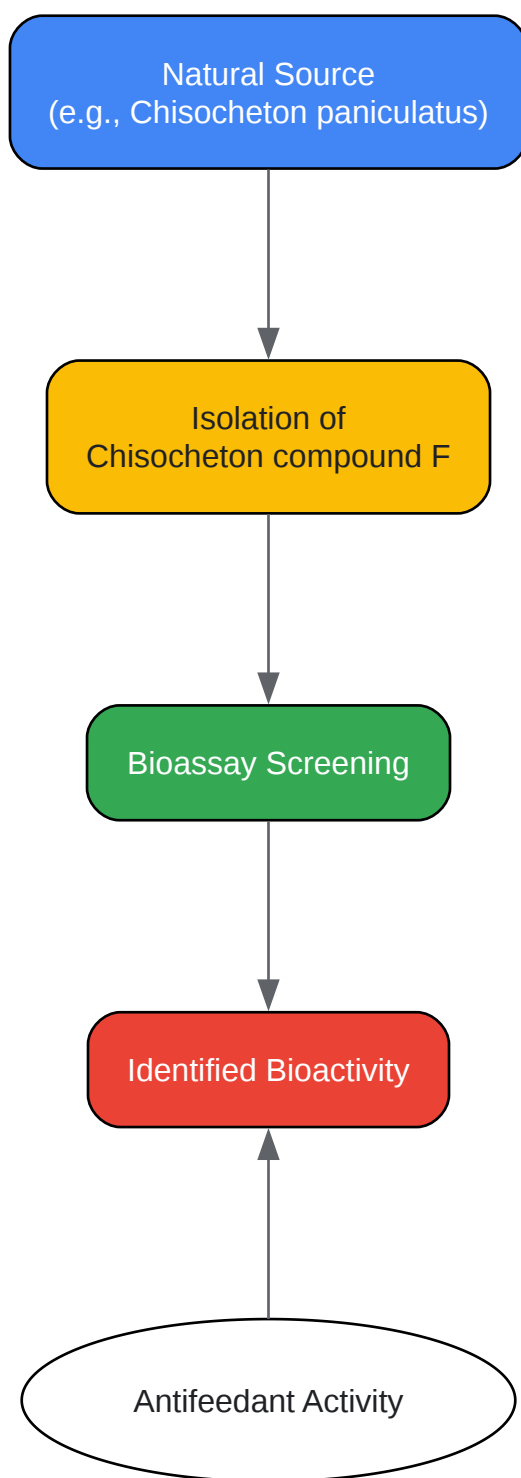 Natural Source
(e.g., Chisocheton paniculatus)
Isolation of
Chisocheton compound F
Bioassay Screening
Identified Bioactivity
Antifeedant Activity